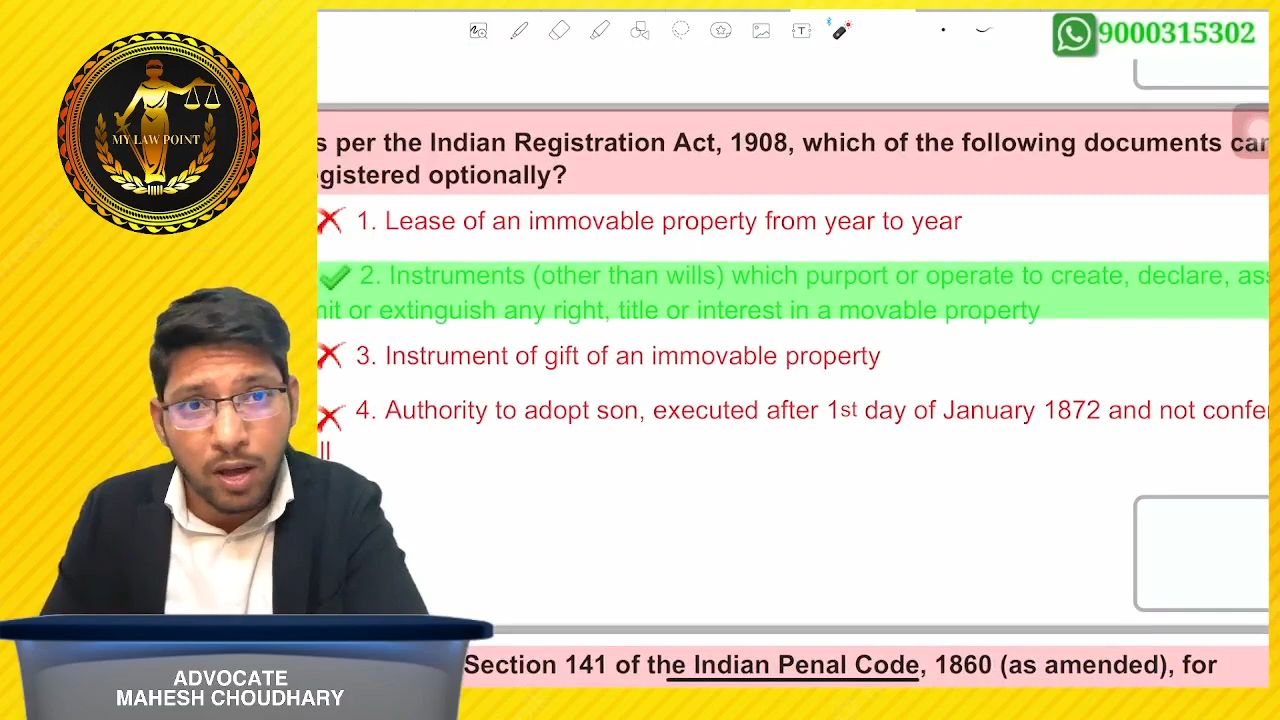 9000315302
MY LAW POINT
s per the Indian Registration Act, 1908, which of the following documents can
gistered optionally?
1. Lease of an immovable property from year to year
2. Instruments (other than wills) which purport or operate to create, declare, ass
it or extinguish any right, title or interest in a movable property
3. Instrument of gift of an immovable property
4. Authority to adopt son, executed after 1st day of January 1872 and not confe
ll
Section 141 of the Indian Penal Code, 1860 (as amended), for
ADVOCATE
MAHESH CHOUDHARY